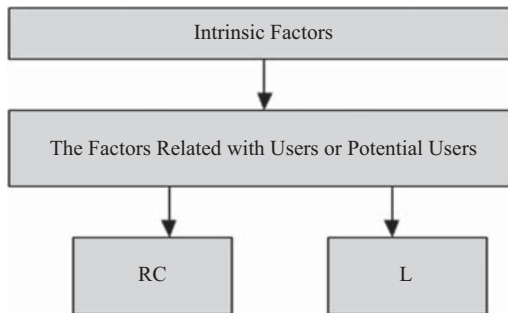 Intrinsic Factors
The Factors Related with Users or Potential Users
RC
L